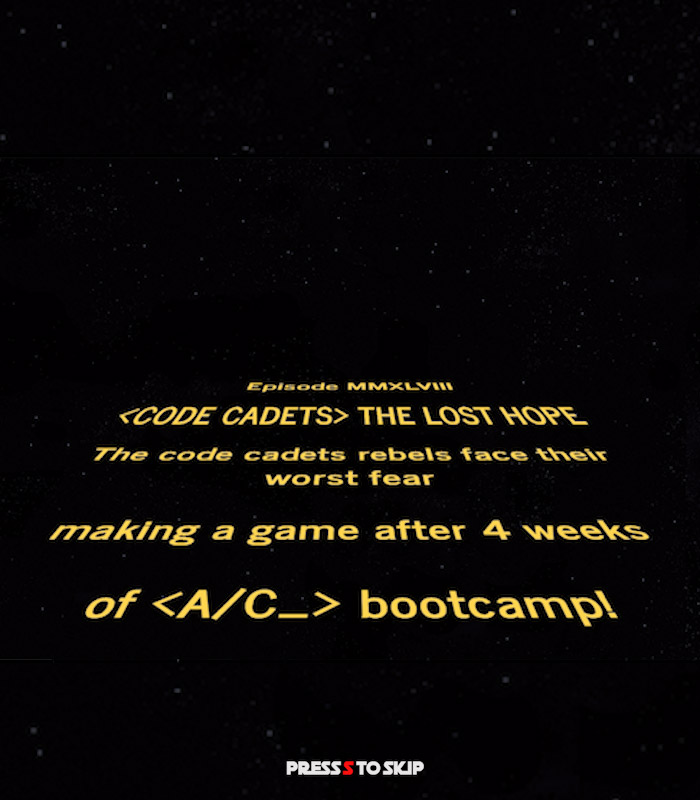 Episode MMXLVIII
<CODE CADETS> THE LOST HOPE
The code cadets rebels face their
worst fear
making a game after 4 weeks
of <A/C_> bootcamp!
PRESS S TO SKIP